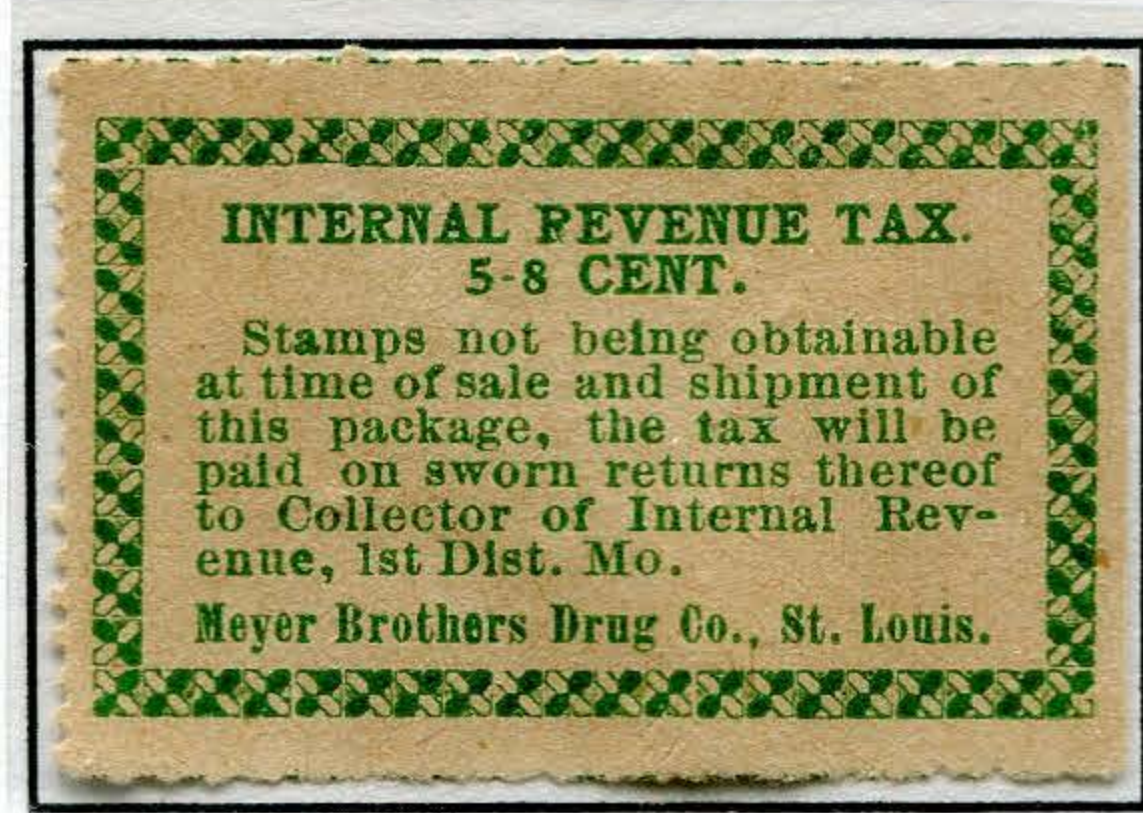 INTERNAL REVENUE TAX.
5-8 CENT.
Stamps not being obtainable
at time of sale and shipment of
this package, the tax will be
paid on sworn returns thereof
to Collector of Internal Rev-
enue, 1st Dist. Mo.
Meyer Brothers Drug Co., St. Louis.